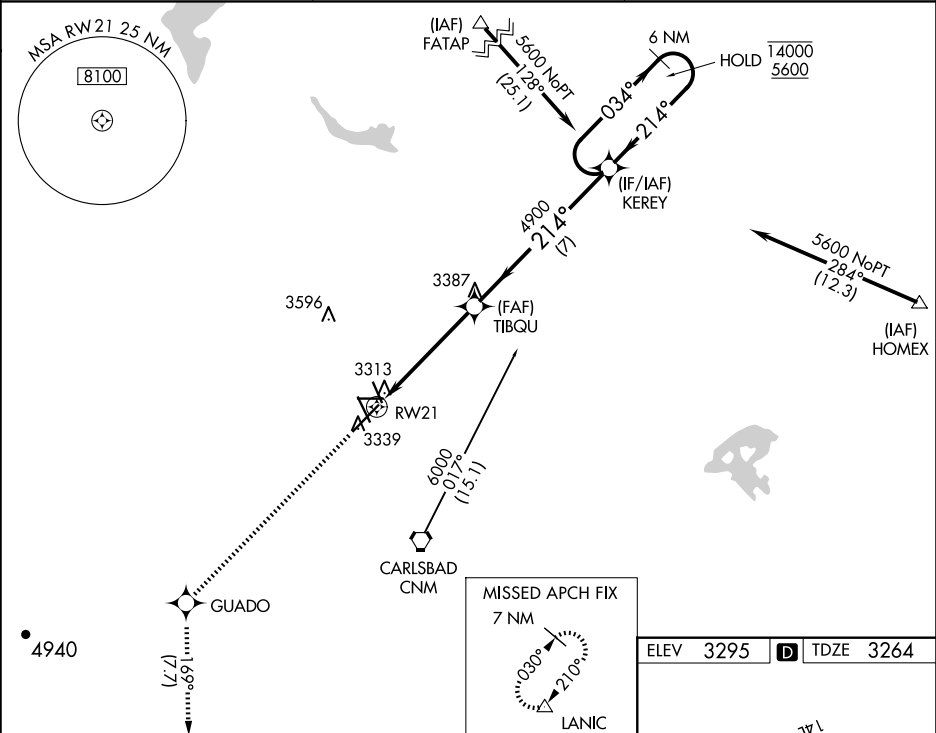 MSA RW21 25 NM
8100
(IAF)
FATAP
5600 NoPT
128°
(25.1)
6 NM
HOLD
14000
5600
034°
214°
(IF/IAF)
KEREY
4900
214°
(7)
5600 NoPT
284°
(12.3)
(IAF)
HOMEX
3387
(FAF)
TIBQU
3596
3313
RW21
3339
6000
017°
(15.1)
CARLSBAD
CNM
GUADO
4940
169°
(7.7)
MISSED APCH FIX
7 NM
030°
210°
LANIC
ELEV 3295 D TDZE 3264
14L